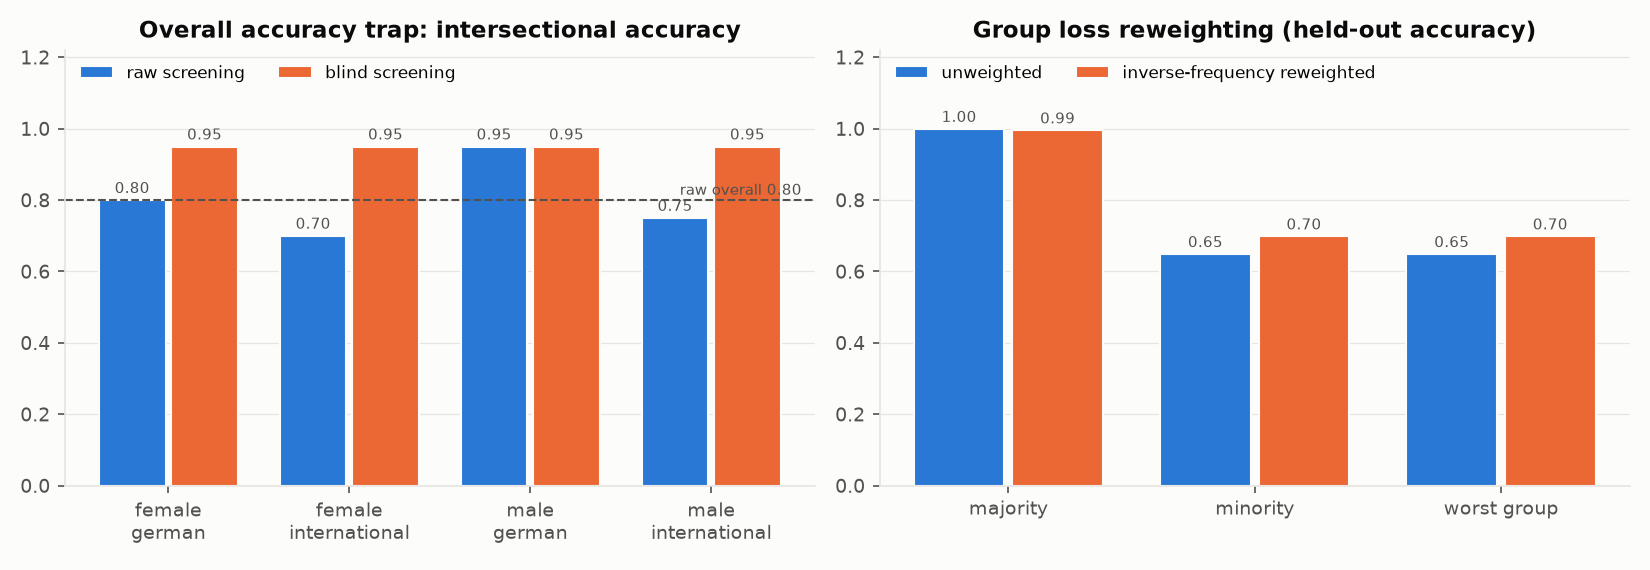 Overall accuracy trap: intersectional accuracy
raw screening
blind screening
1.2
1.0
0.8
0.6
0.4
0.2
0.0
0.80
0.95
0.70
0.95
0.95
0.95
0.75
0.95
raw overall 0.80
female
german
female
international
male
german
male
international
Group loss reweighting (held-out accuracy)
unweighted
inverse-frequency reweighted
1.2
1.0
0.8
0.6
0.4
0.2
0.0
1.00
0.99
0.65
0.70
0.65
0.70
majority
minority
worst group